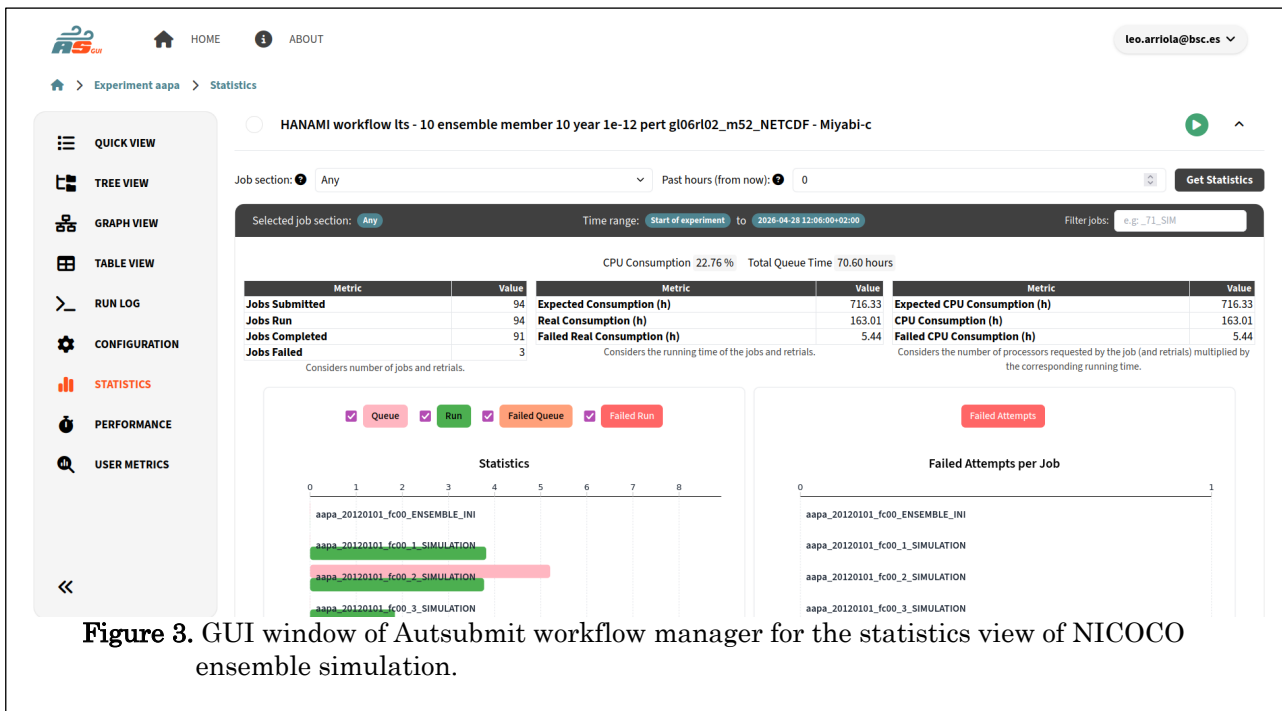 AS GUI
HOME
ABOUT
leo.arriola@bsc.es
Experiment aapa > Statistics
QUICK VIEW
TREE VIEW
GRAPH VIEW
TABLE VIEW
RUN LOG
CONFIGURATION
STATISTICS
PERFORMANCE
USER METRICS
HANAMI workflow lts - 10 ensemble member 10 year 1e-12 pert gl06rl02_m52_NETCDF - Miyabi-c
Job section: Any Past hours (from now): 0 Get Statistics
Selected job section: Any Time range: Start of experiment to 2026-04-28 12:06:00+02:00 Filter jobs: e.g: _71_SIM
CPU Consumption 22.76 % Total Queue Time 70.60 hours
Metric Value
Jobs Submitted 94
Jobs Run 94
Jobs Completed 91
Jobs Failed 3
Considers number of jobs and retrials.
Metric Value
Expected Consumption (h) 716.33
Real Consumption (h) 163.01
Failed Real Consumption (h) 5.44
Considers the running time of the jobs and retrials.
Metric Value
Expected CPU Consumption (h) 716.33
CPU Consumption (h) 163.01
Failed CPU Consumption (h) 5.44
Considers the number of processors requested by the job (and retrials) multiplied by
the corresponding running time.
Queue Run Failed Queue Failed Run
Statistics
0 1 2 3 4 5 6 7 8
aapa_20120101_fc00_ENSEMBLE_INI
aapa_20120101_fc00_1_SIMULATION
aapa_20120101_fc00_2_SIMULATION
aapa_20120101_fc00_3_SIMULATION
Failed Attempts
Failed Attempts per Job
0 1
aapa_20120101_fc00_ENSEMBLE_INI
aapa_20120101_fc00_1_SIMULATION
aapa_20120101_fc00_2_SIMULATION
aapa_20120101_fc00_3_SIMULATION
Figure 3. GUI window of Autsubmit workflow manager for the statistics view of NICOCO
ensemble simulation.